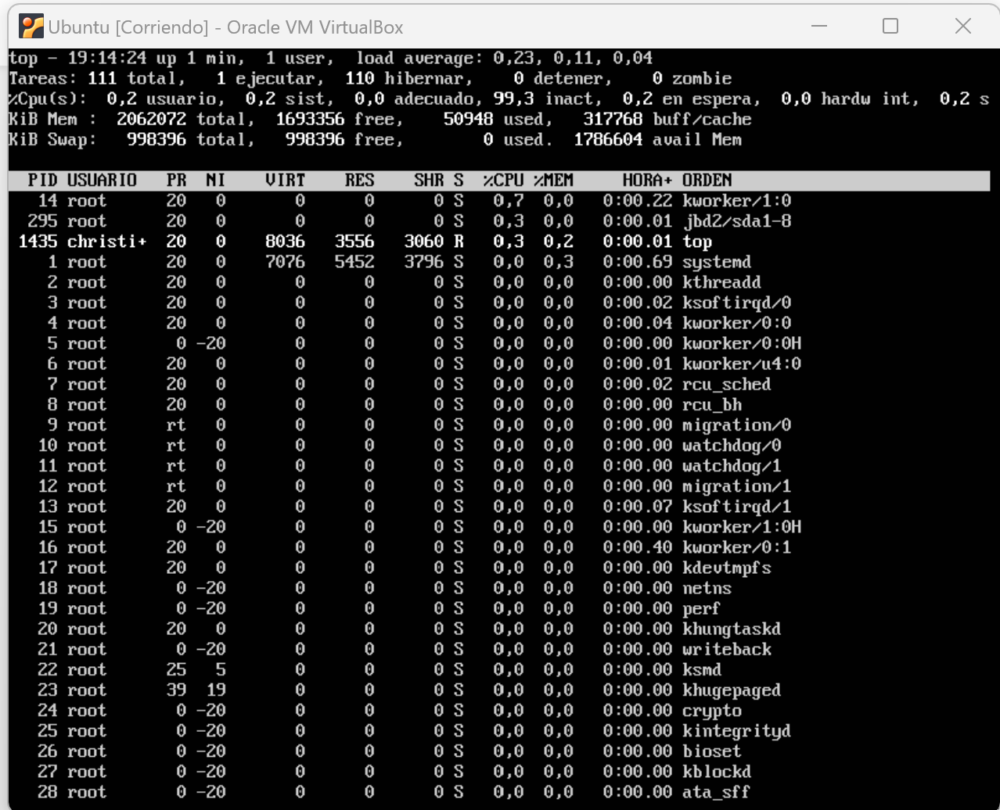 Ubuntu [Corriendo] - Oracle VM VirtualBox
top - 19:14:24 up 1 min,  1 user,  load average: 0,23, 0,11, 0,04
Tareas: 111 total,   1 ejecutar,  110 hibernar,    0 detener,    0 zombie
%Cpu(s):  0,2 usuario,  0,2 sist,  0,0 adecuado, 99,3 inact,  0,2 en espera,  0,0 hardw int,  0,2 s
KiB Mem :  2062072 total,  1693356 free,    50948 used,   317768 buff/cache
KiB Swap:   998396 total,   998396 free,        0 used.  1786604 avail Mem
PID USUARIO   PR  NI    VIRT    RES    SHR S  %CPU %MEM     HORA+ ORDEN
14 root      20   0       0      0      0 S   0,7  0,0   0:00.22 kworker/1:0
295 root      20   0       0      0      0 S   0,3  0,0   0:00.01 jbd2/sda1-8
1435 christi+  20   0    8036   3556   3060 R   0,3  0,2   0:00.01 top
1 root      20   0    7076   5452   3796 S   0,0  0,3   0:00.69 systemd
2 root      20   0       0      0      0 S   0,0  0,0   0:00.00 kthreadd
3 root      20   0       0      0      0 S   0,0  0,0   0:00.02 ksoftirqd/0
4 root      20   0       0      0      0 S   0,0  0,0   0:00.04 kworker/0:0
5 root       0 -20       0      0      0 S   0,0  0,0   0:00.00 kworker/0:0H
6 root      20   0       0      0      0 S   0,0  0,0   0:00.01 kworker/u4:0
7 root      20   0       0      0      0 S   0,0  0,0   0:00.02 rcu_sched
8 root      20   0       0      0      0 S   0,0  0,0   0:00.00 rcu_bh
9 root      rt   0       0      0      0 S   0,0  0,0   0:00.00 migration/0
10 root      rt   0       0      0      0 S   0,0  0,0   0:00.00 watchdog/0
11 root      rt   0       0      0      0 S   0,0  0,0   0:00.00 watchdog/1
12 root      rt   0       0      0      0 S   0,0  0,0   0:00.00 migration/1
13 root      20   0       0      0      0 S   0,0  0,0   0:00.07 ksoftirqd/1
15 root       0 -20       0      0      0 S   0,0  0,0   0:00.00 kworker/1:0H
16 root      20   0       0      0      0 S   0,0  0,0   0:00.40 kworker/0:1
17 root      20   0       0      0      0 S   0,0  0,0   0:00.00 kdevtmpfs
18 root       0 -20       0      0      0 S   0,0  0,0   0:00.00 netns
19 root       0 -20       0      0      0 S   0,0  0,0   0:00.00 perf
20 root      20   0       0      0      0 S   0,0  0,0   0:00.00 khungtaskd
21 root       0 -20       0      0      0 S   0,0  0,0   0:00.00 writeback
22 root      25   5       0      0      0 S   0,0  0,0   0:00.00 ksmd
23 root      39  19       0      0      0 S   0,0  0,0   0:00.00 khugepaged
24 root       0 -20       0      0      0 S   0,0  0,0   0:00.00 crypto
25 root       0 -20       0      0      0 S   0,0  0,0   0:00.00 kintegrityd
26 root       0 -20       0      0      0 S   0,0  0,0   0:00.00 bioset
27 root       0 -20       0      0      0 S   0,0  0,0   0:00.00 kblockd
28 root       0 -20       0      0      0 S   0,0  0,0   0:00.00 ata_sff